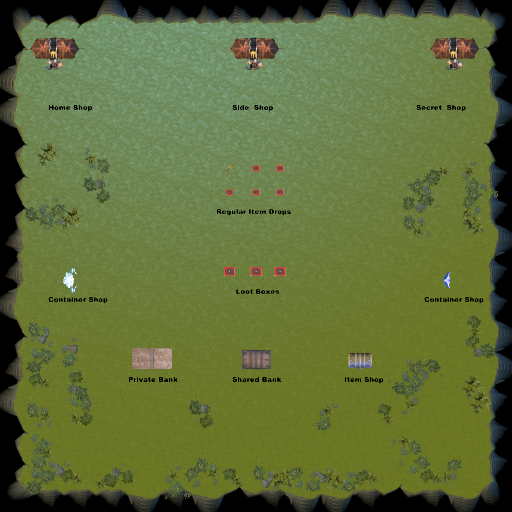 Home Shop
Side Shop
Secret Shop
Regular Item Drops
Loot Boxes
Container Shop
Container Shop
Private Bank
Shared Bank
Item Shop